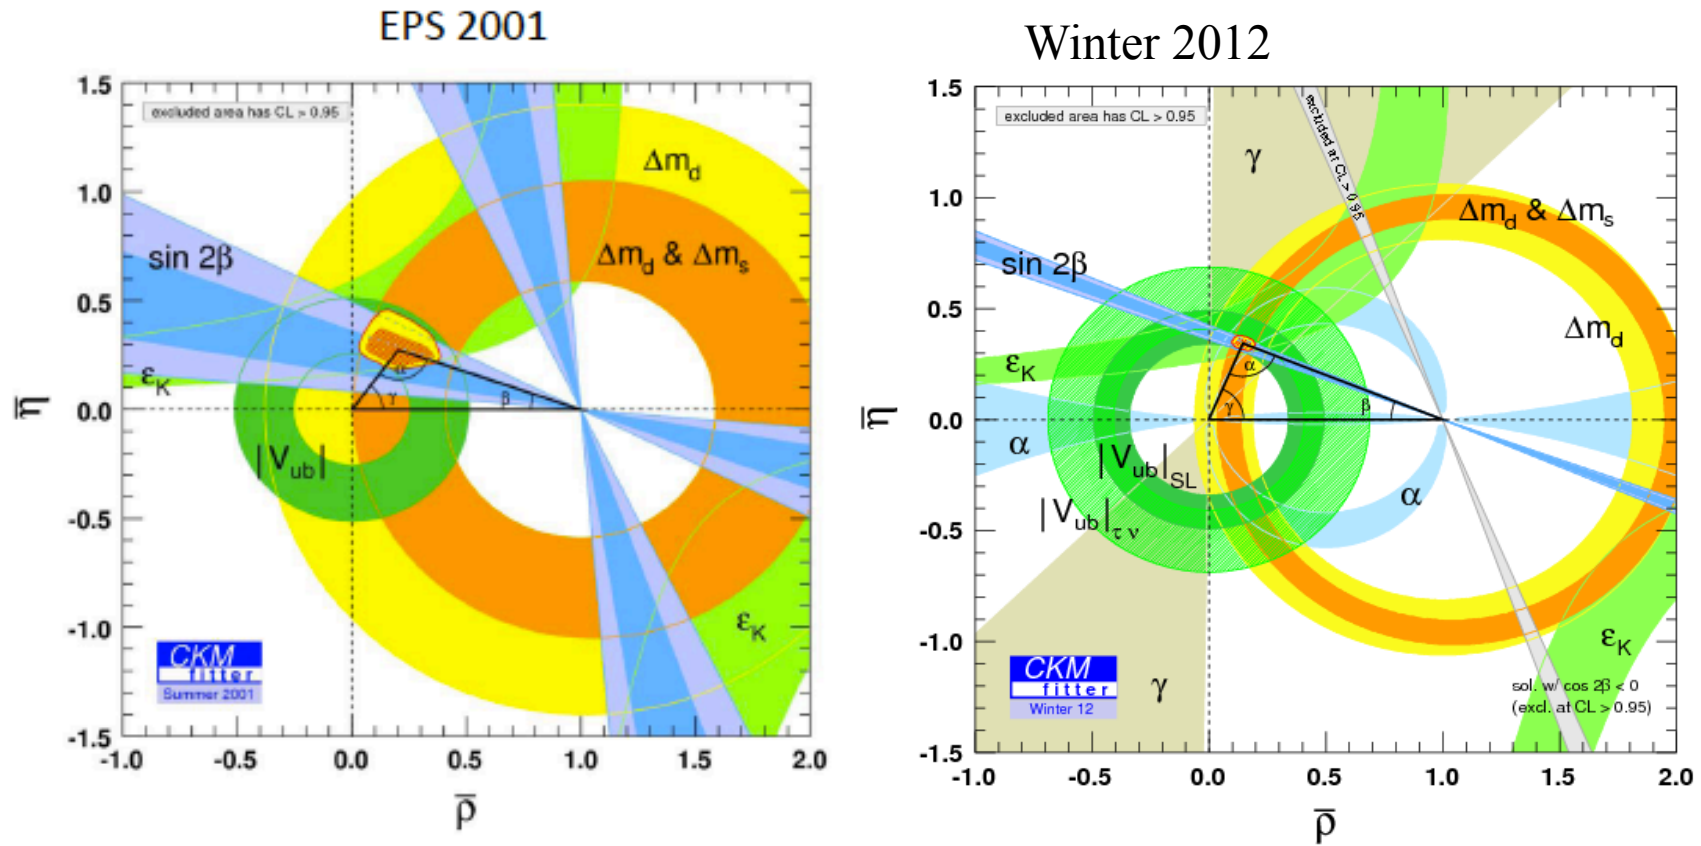 EPS 2001
Winter 2012
1.5
1.0
0.5
0.0
-0.5
-1.0
-1.5
η̅
excluded area has CL > 0.95
Δm_d
Δm_d & Δm_s
sin 2β
ε_K
α
γ
β
|V_ub|
ε_K
CKM
fitter
Summer 2001
-1.0
-0.5
0.0
0.5
1.0
1.5
2.0
ρ̅
1.5
1.0
0.5
0.0
-0.5
-1.0
-1.5
η̅
excluded area has CL > 0.95
excluded at CL > 0.95
γ
Δm_d & Δm_s
sin 2β
Δm_d
ε_K
α
γ
β
α
|V_ub|_SL
α
|V_ub|_τν
ε_K
γ
CKM
fitter
Winter 12
sol. w/ cos 2β < 0
(excl. at CL > 0.95)
-1.0
-0.5
0.0
0.5
1.0
1.5
2.0
ρ̅